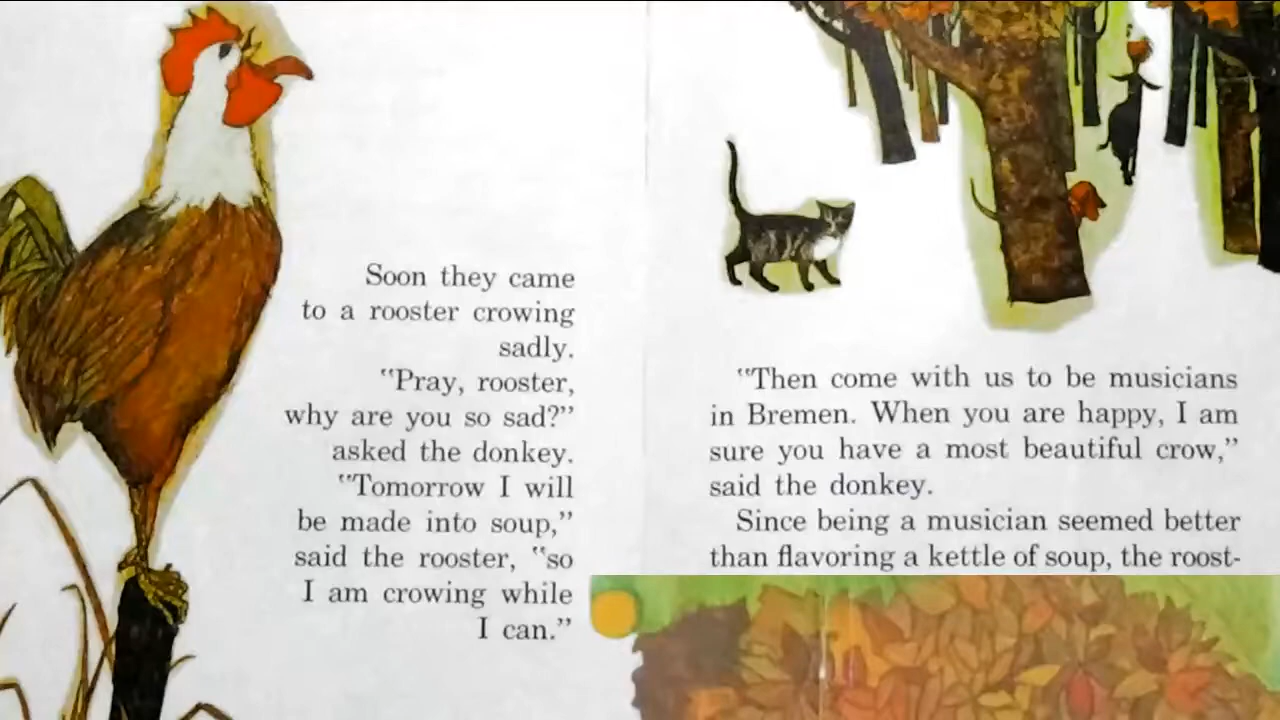 Soon they came
to a rooster crowing
sadly.
"Pray, rooster,
why are you so sad?"
asked the donkey.
"Tomorrow I will
be made into soup,"
said the rooster, "so
I am crowing while
I can."
"Then come with us to be musicians
in Bremen. When you are happy, I am
sure you have a most beautiful crow,"
said the donkey.
Since being a musician seemed better
than flavoring a kettle of soup, the roost-